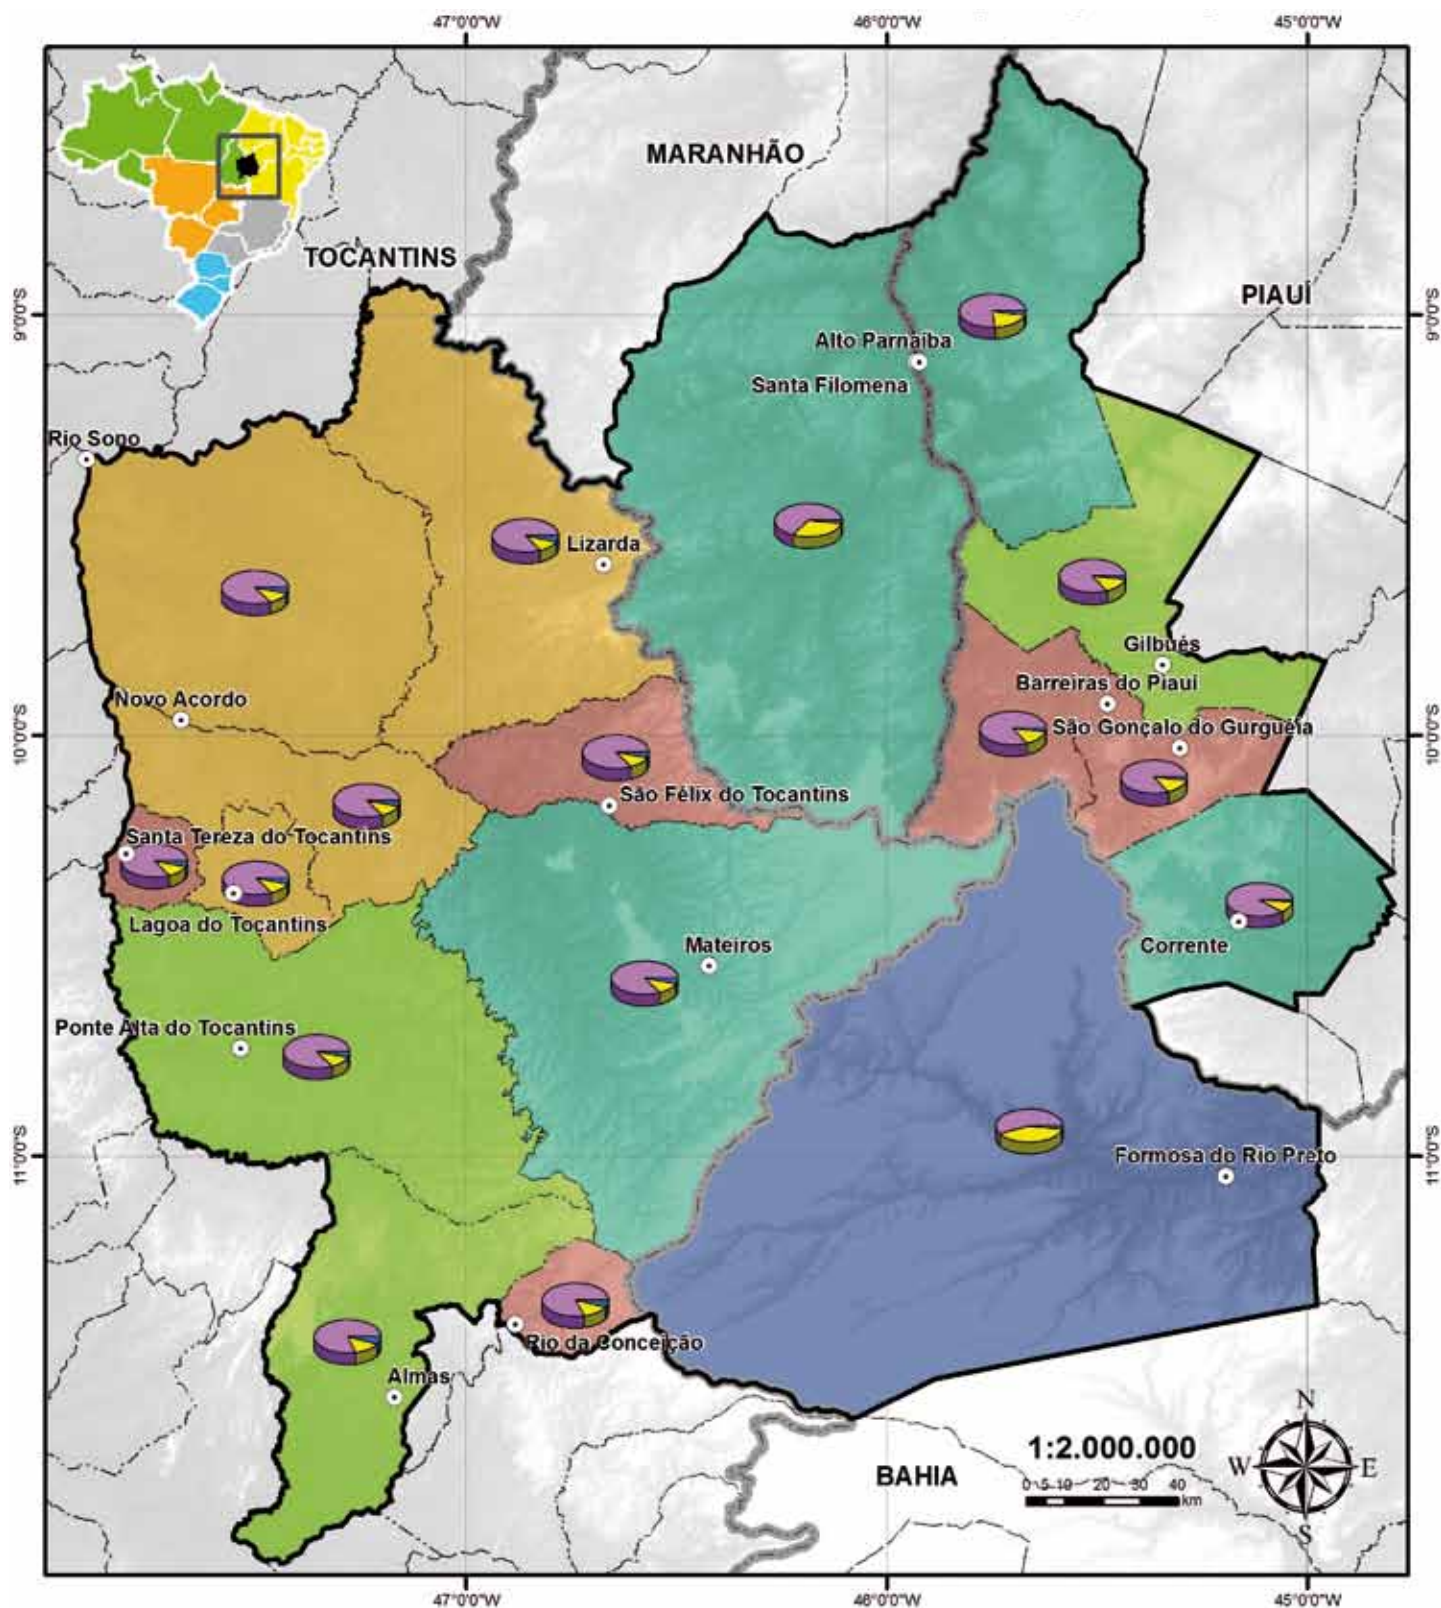 47°0'0"W 46°0'0"W 45°0'0"W
MARANHÃO
TOCANTINS
PIAUÍ
9°0'0"S 9°0'0"S
Alto Parnaíba
Santa Filomena
Rio Sono
Lizarda
Gilbués
Barreiras do Piauí
Novo Acordo
São Gonçalo do Gurguéia
10°0'0"S 10°0'0"S
São Félix do Tocantins
Santa Tereza do Tocantins
Lagoa do Tocantins
Mateiros
Corrente
Ponte Alta do Tocantins
Formosa do Rio Preto
11°0'0"S 11°0'0"S
Rio da Conceição
Almas
N
1:2.000.000
W E
BAHIA
0 5 10 20 30 40
km
S
47°0'0"W 46°0'0"W 45°0'0"W